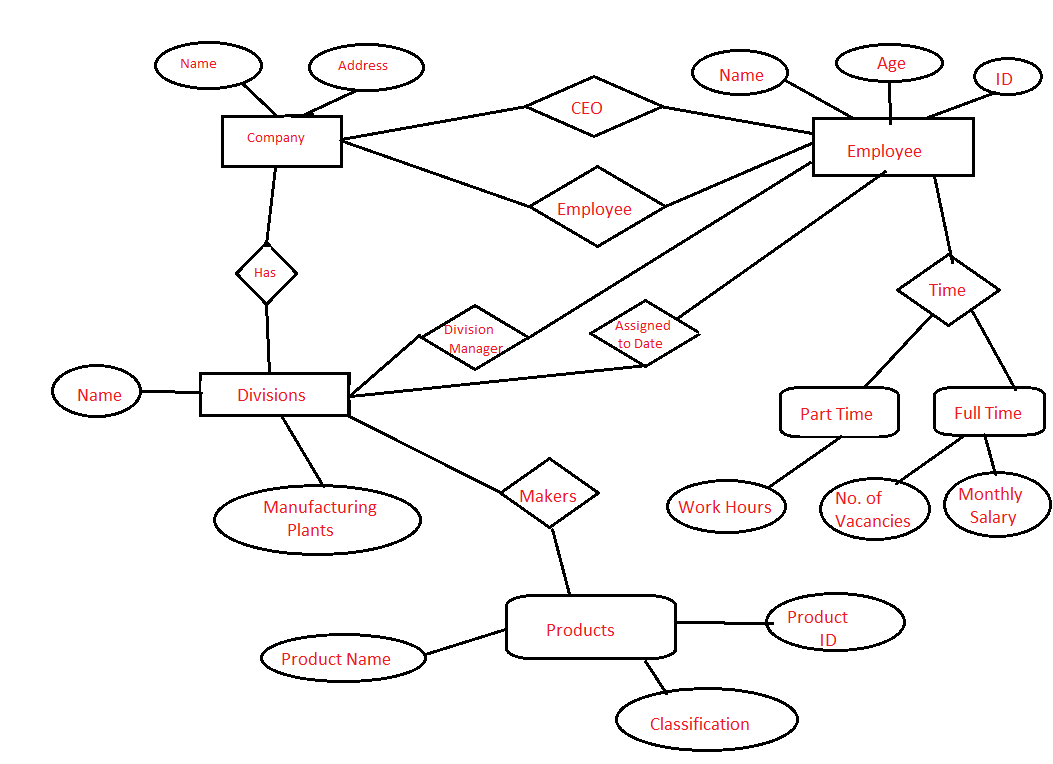 Name
Address
Name
Age
ID
CEO
Company
Employee
Employee
Has
Time
Division
Manager
Assigned
to Date
Name
Divisions
Part Time
Full Time
Manufacturing
Plants
Makers
Work Hours
No. of
Vacancies
Monthly
Salary
Products
Product
ID
Product Name
Classification